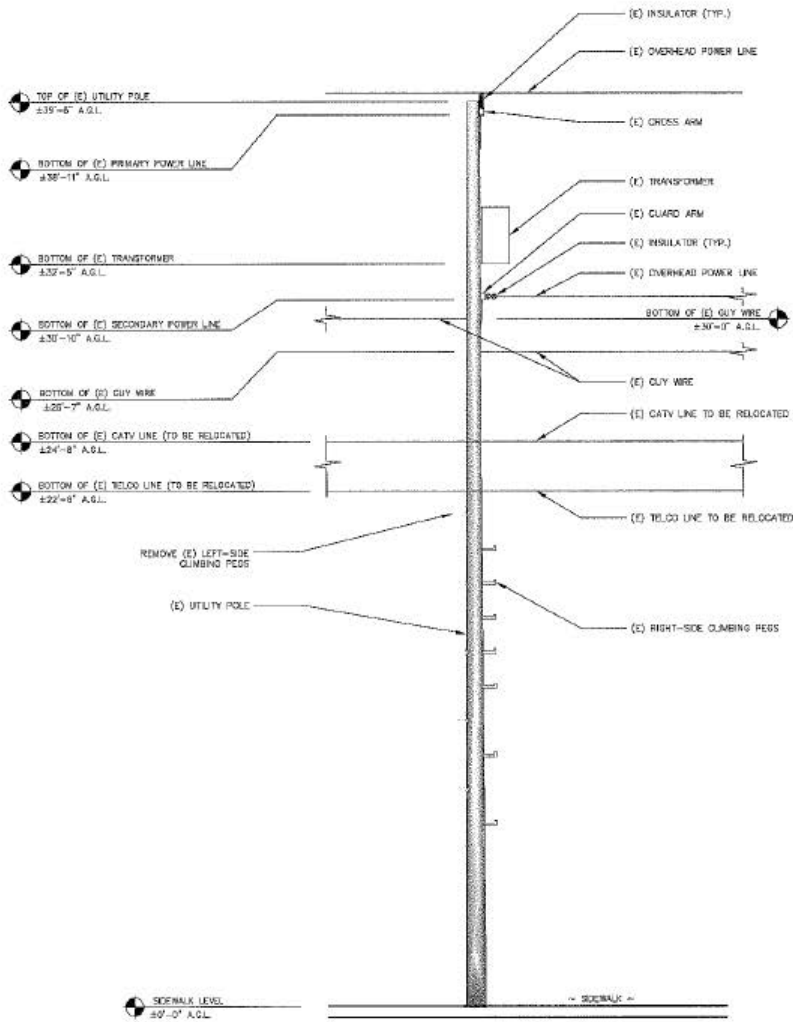 (E) INSULATOR (TYP.)
(E) OVERHEAD POWER LINE
TOP OF (E) UTILITY POLE
±39'-6" A.G.L.
(E) CROSS ARM
BOTTOM OF (E) PRIMARY POWER LINE
±38'-11" A.G.L.
(E) TRANSFORMER
(E) GUARD ARM
(E) INSULATOR (TYP.)
BOTTOM OF (E) TRANSFORMER
±32'-5" A.G.L.
(E) OVERHEAD POWER LINE
BOTTOM OF (E) GUY WIRE
±30'-0" A.G.L.
BOTTOM OF (E) SECONDARY POWER LINE
±30'-10" A.G.L.
(E) GUY WIRE
BOTTOM OF (E) GUY WIRE
A.G.L.
(E) CATV LINE TO BE RELOCATED
BOTTOM OF (E) CATV LINE (TO BE RELOCATED)
±24'-8" A.G.L.
BOTTOM OF (E) TELCO LINE (TO BE RELOCATED)
±22'-6" A.G.L.
(E) TELCO LINE TO BE RELOCATED
REMOVE (E) LEFT-SIDE
CLIMBING PEGS
(E) UTILITY POLE
(E) RIGHT-SIDE CLIMBING PEGS
SIDEWALK LEVEL
±0'-0" A.G.L.
~ SIDEWALK ~